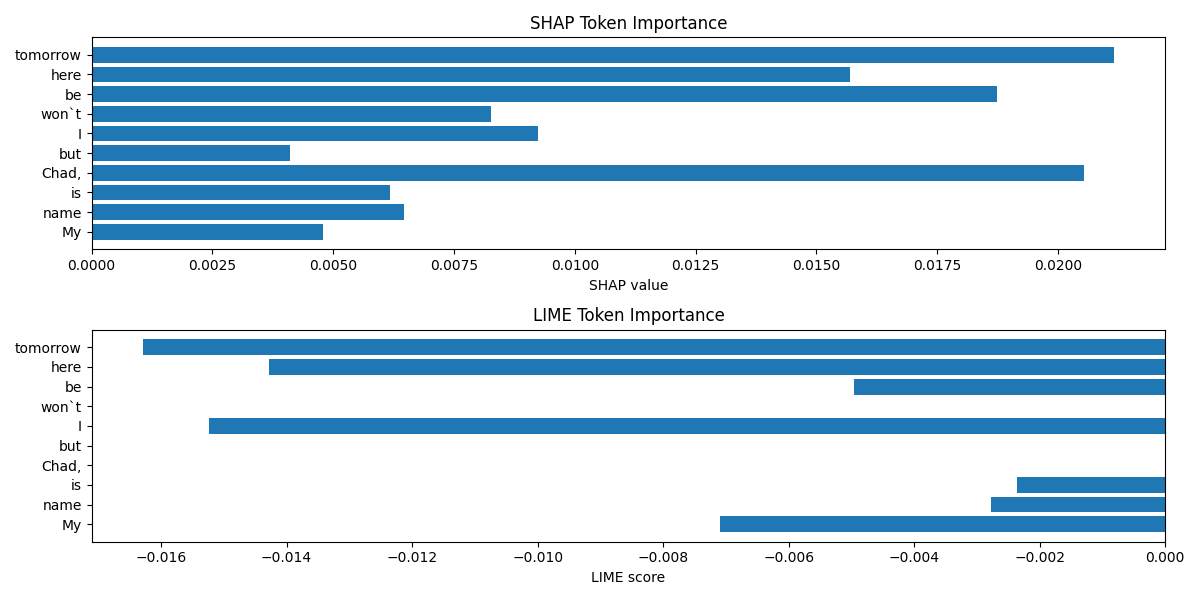 SHAP Token Importance
tomorrow
here
be
won`t
I
but
Chad,
is
name
My
0.0000 0.0025 0.0050 0.0075 0.0100 0.0125 0.0150 0.0175 0.0200
SHAP value
LIME Token Importance
tomorrow
here
be
won`t
I
but
Chad,
is
name
My
−0.016 −0.014 −0.012 −0.010 −0.008 −0.006 −0.004 −0.002 0.000
LIME score